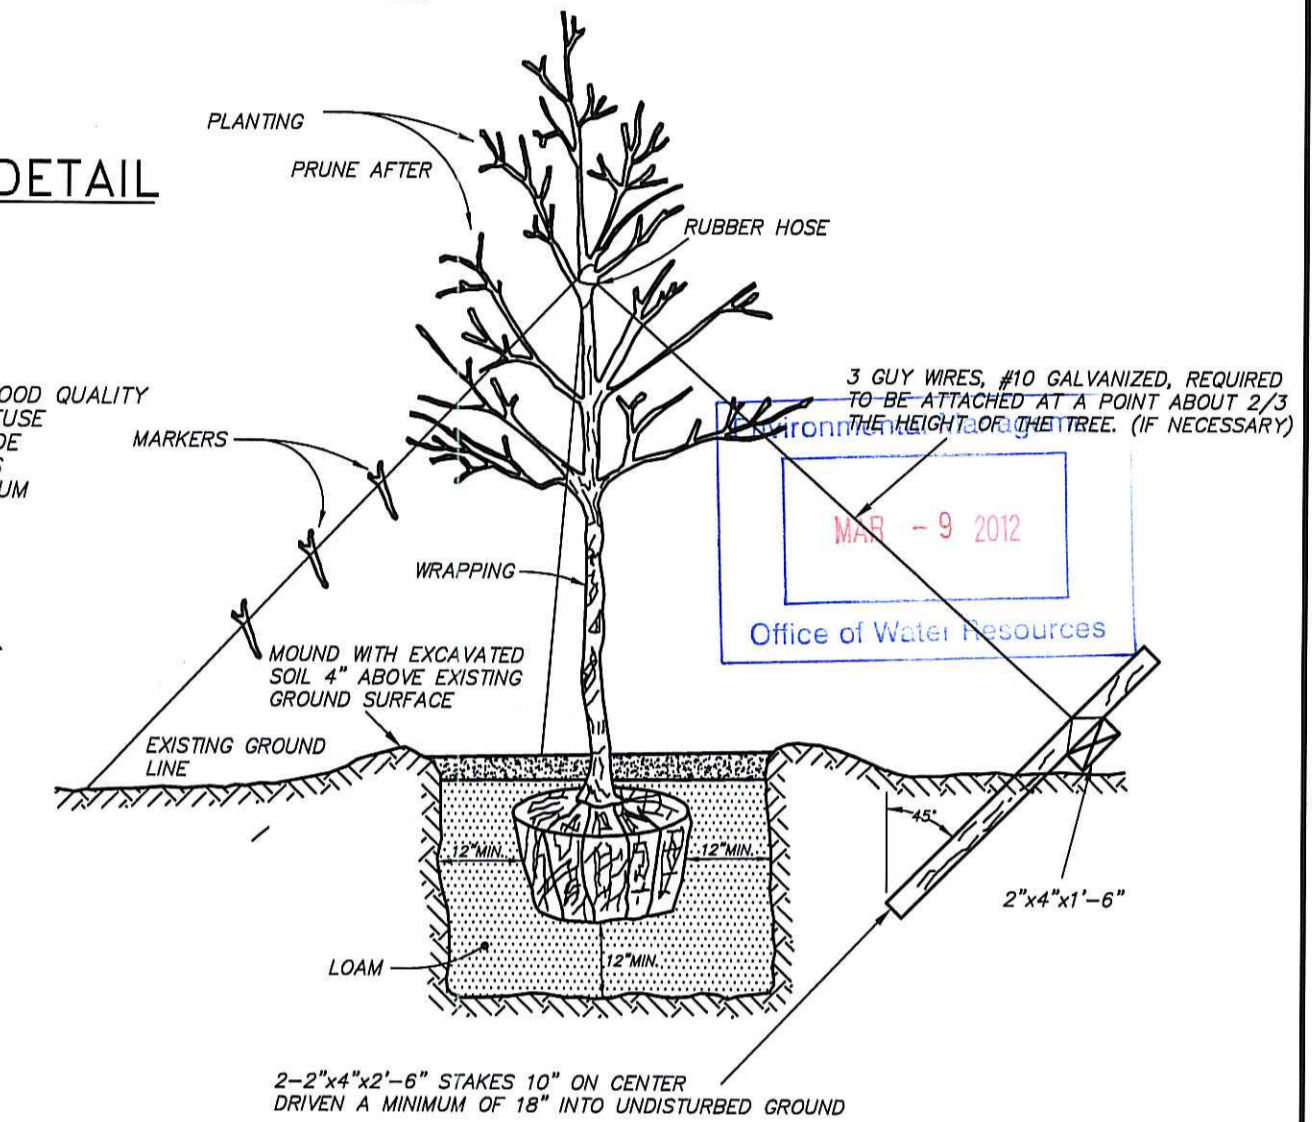 PLANTING
PRUNE AFTER
DETAIL
RUBBER HOSE
OOD QUALITY
TUSE
DE
UM
MARKERS
3 GUY WIRES, #10 GALVANIZED, REQUIRED
TO BE ATTACHED AT A POINT ABOUT 2/3
THE HEIGHT OF THE TREE. (IF NECESSARY)
MAR - 9 2012
Office of Water Resources
WRAPPING
MOUND WITH EXCAVATED
SOIL 4" ABOVE EXISTING
GROUND SURFACE
EXISTING GROUND
LINE
12"MIN.
12"MIN.
45°
2"x4"x1'-6"
LOAM
12"MIN.
2-2"x4"x2'-6" STAKES 10" ON CENTER
DRIVEN A MINIMUM OF 18" INTO UNDISTURBED GROUND